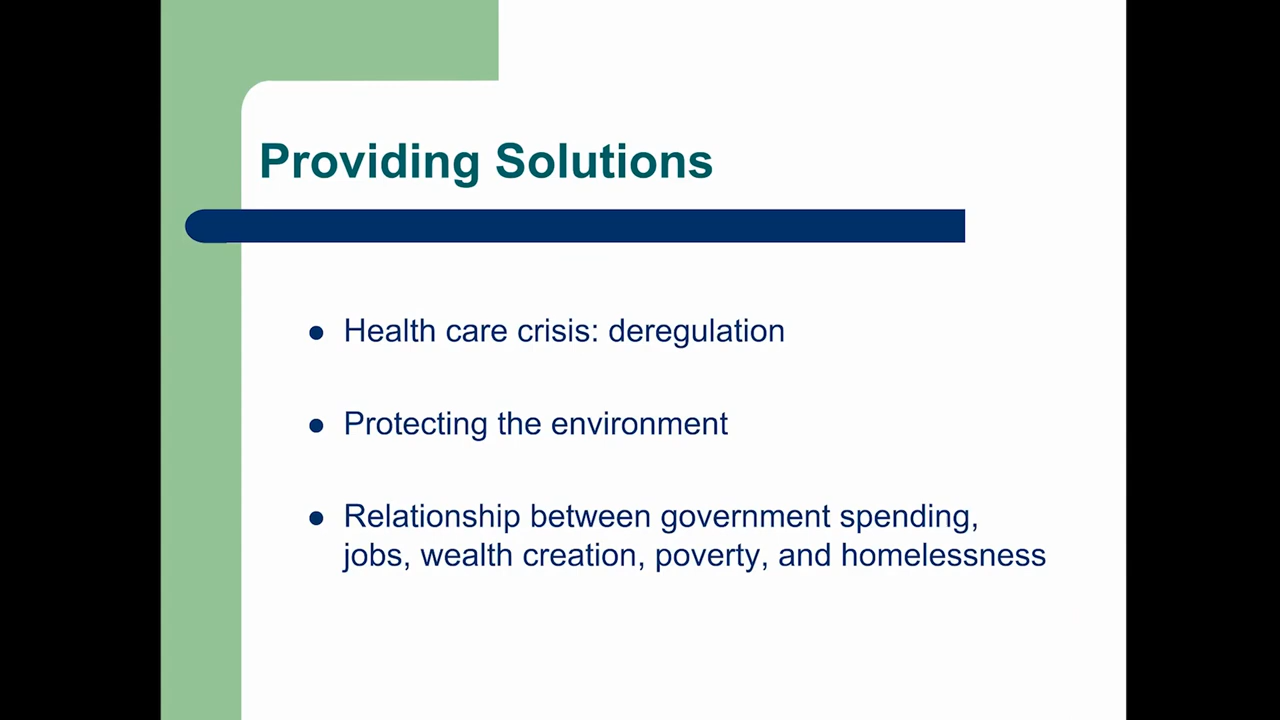 Providing Solutions
● Health care crisis: deregulation
● Protecting the environment
● Relationship between government spending,
jobs, wealth creation, poverty, and homelessness